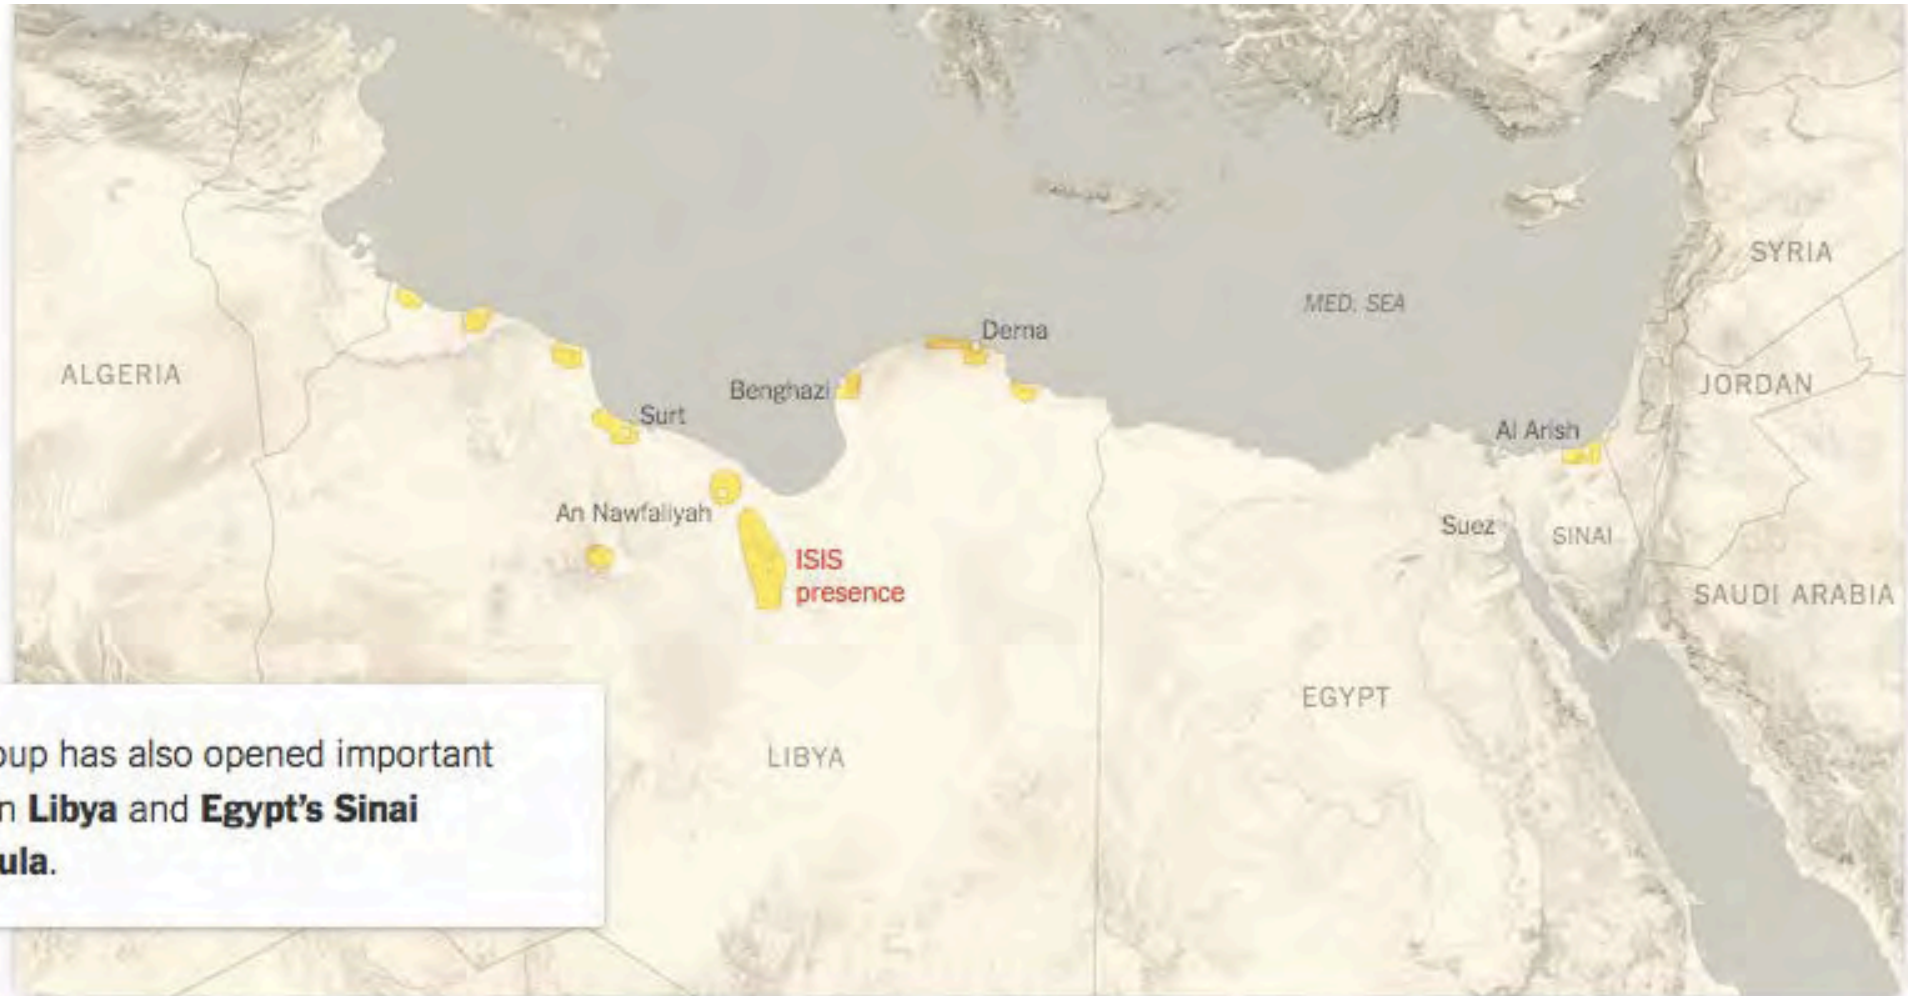 SYRIA
MED. SEA
Derna
ALGERIA
JORDAN
Benghazi
Surt
Al Arish
An Nawfaliyah
Suez
SINAI
ISIS
presence
SAUDI ARABIA
EGYPT
LIBYA
oup has also opened important
n Libya and Egypt's Sinai
ula.